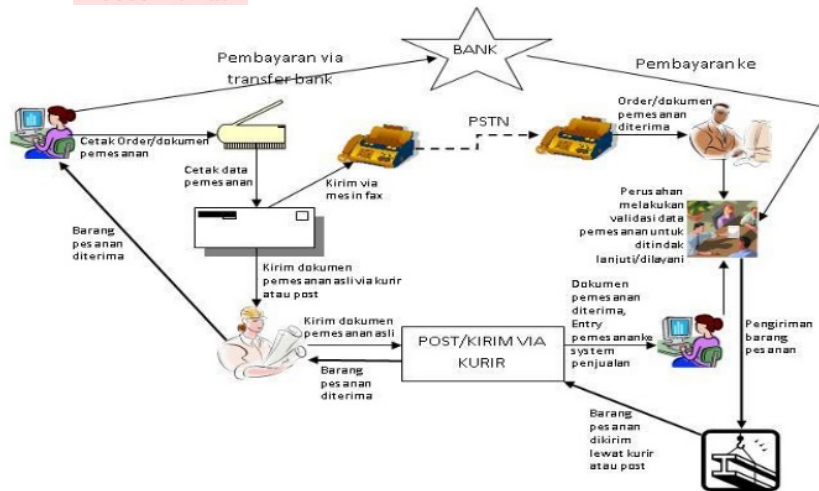 BANK
Pembayaran via
transfer bank
Pembayaran ke
PSTN
Order/dokumen
pemesanan
diterima
Cetak Order/dokumen
pemesanan
Cetak data
pemesanan
Kirim via
mesin fax
Perusahan
melakukan
validasi data
pemesanan untuk
ditindak
lanjuti/dilayani
Barang
pesanan
diterima
Kirim dokumen
pemesanan asli via kurir
atau post
Dokumen
pemesanan
diterima,
Entry
pemesanan ke
system
penjualan
Kirim dokumen
pemesanan asli
POST/KIRIM VIA
KURIR
Pengiriman
barang
pesanan
Barang
pesanan
diterima
Barang
pesanan
dikirim
lewat kurir
atau post